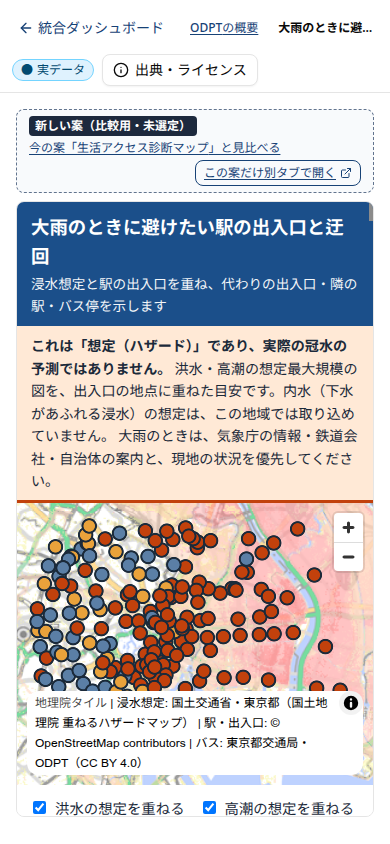 ← 統合ダッシュボード ODPTの概要 大雨のときに避…
実データ 出典・ライセンス
新しい案（比較用・未選定）
今の案「生活アクセス診断マップ」と見比べる
この案だけ別タブで開く
大雨のときに避けたい駅の出入口と迂
回
浸水想定と駅の出入口を重ね、代わりの出入口・隣の
駅・バス停を示します
これは「想定（ハザード）」であり、実際の冠水の
予測ではありません。 洪水・高潮の想定最大規模の
図を、出入口の地点に重ねた目安です。内水（下水
があふれる浸水）の想定は、この地域では取り込め
ていません。 大雨のときは、気象庁の情報・鉄道会
社・自治体の案内と、現地の状況を優先してくださ
い。
+
−
地理院タイル | 浸水想定: 国土交通省・東京都（国土地
理院 重ねるハザードマップ） | 駅・出入口: ©
OpenStreetMap contributors | バス: 東京都交通局・
ODPT（CC BY 4.0）
洪水の想定を重ねる 高潮の想定を重ねる